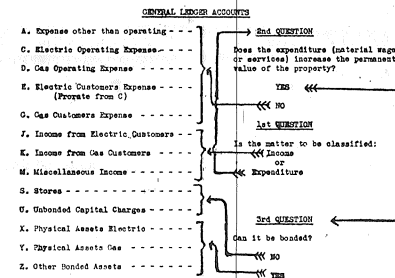 GENERAL LEDGER ACCOUNTS
A. Expense other than operating - - - -
C. Electric Operating Expense - - - -
D. Gas Operating Expense - - - - - -
E. Electric Customers Expense - - - -
(Prorate from C)
G. Gas Customers Expense - - - - - -
J. Income from Electric Customers - - - -
K. Income from Gas Customers - - - - -
M. Miscellaneous Income - - - - - -
S. Stores - - - - - - - - - -
U. Unbonded Capital Charges - - - - -
X. Physical Assets Electric - - - - -
Y. Physical Assets Gas - - - - - -
Z. Other Bonded Assets - - - - - -
2nd QUESTION
Does the expenditure (material wage
or services) increase the permanent
value of the property?
YES
NO
1st QUESTION
Is the matter to be classified:
Income
or
Expenditure
3rd QUESTION
Can it be bonded?
NO
YES